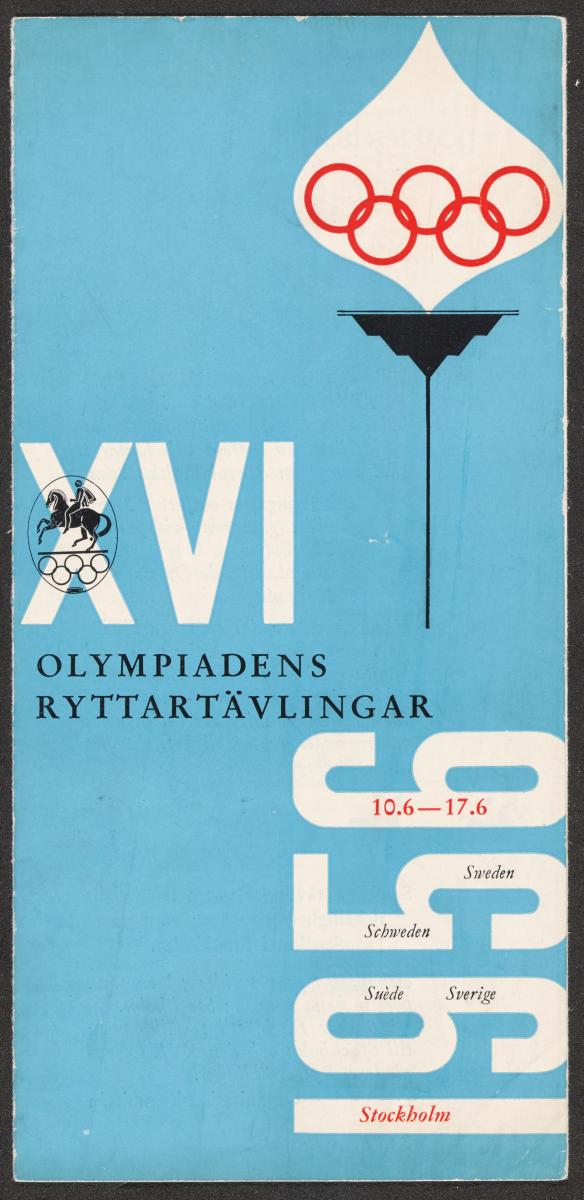 XVI
OLYMPIADENS
RYTTARTÄVLINGAR
1956
10.6—17.6
Sweden
Schweden
Suède Sverige
Stockholm